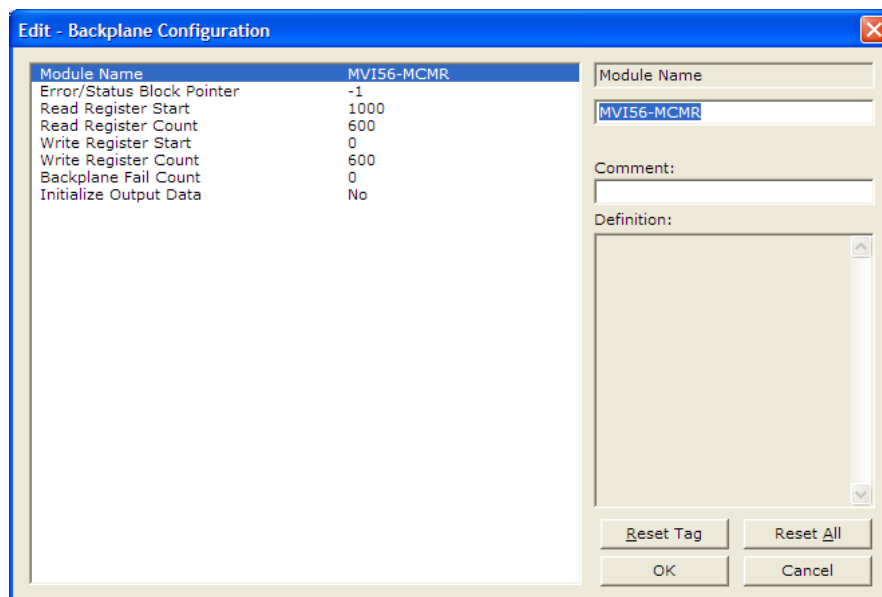 Edit - Backplane Configuration
Module Name MVI56-MCMR
Error/Status Block Pointer -1
Read Register Start 1000
Read Register Count 600
Write Register Start 0
Write Register Count 600
Backplane Fail Count 0
Initialize Output Data No
Module Name
MVI56-MCMR
Comment:
Definition:
Reset Tag Reset All
OK Cancel